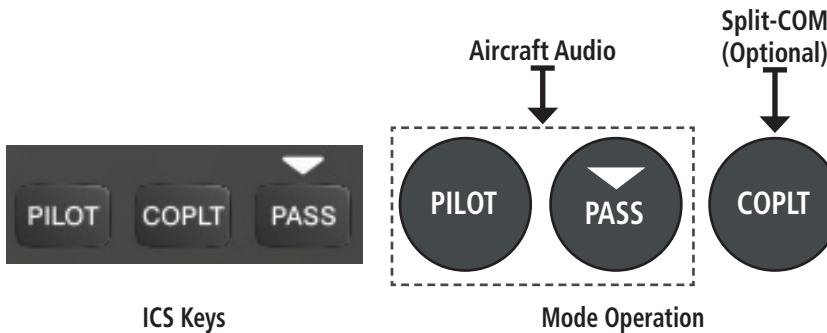 Split-COM
(Optional)
Aircraft Audio
PILOT COPLT PASS
PILOT PASS COPLT
ICS Keys
Mode Operation